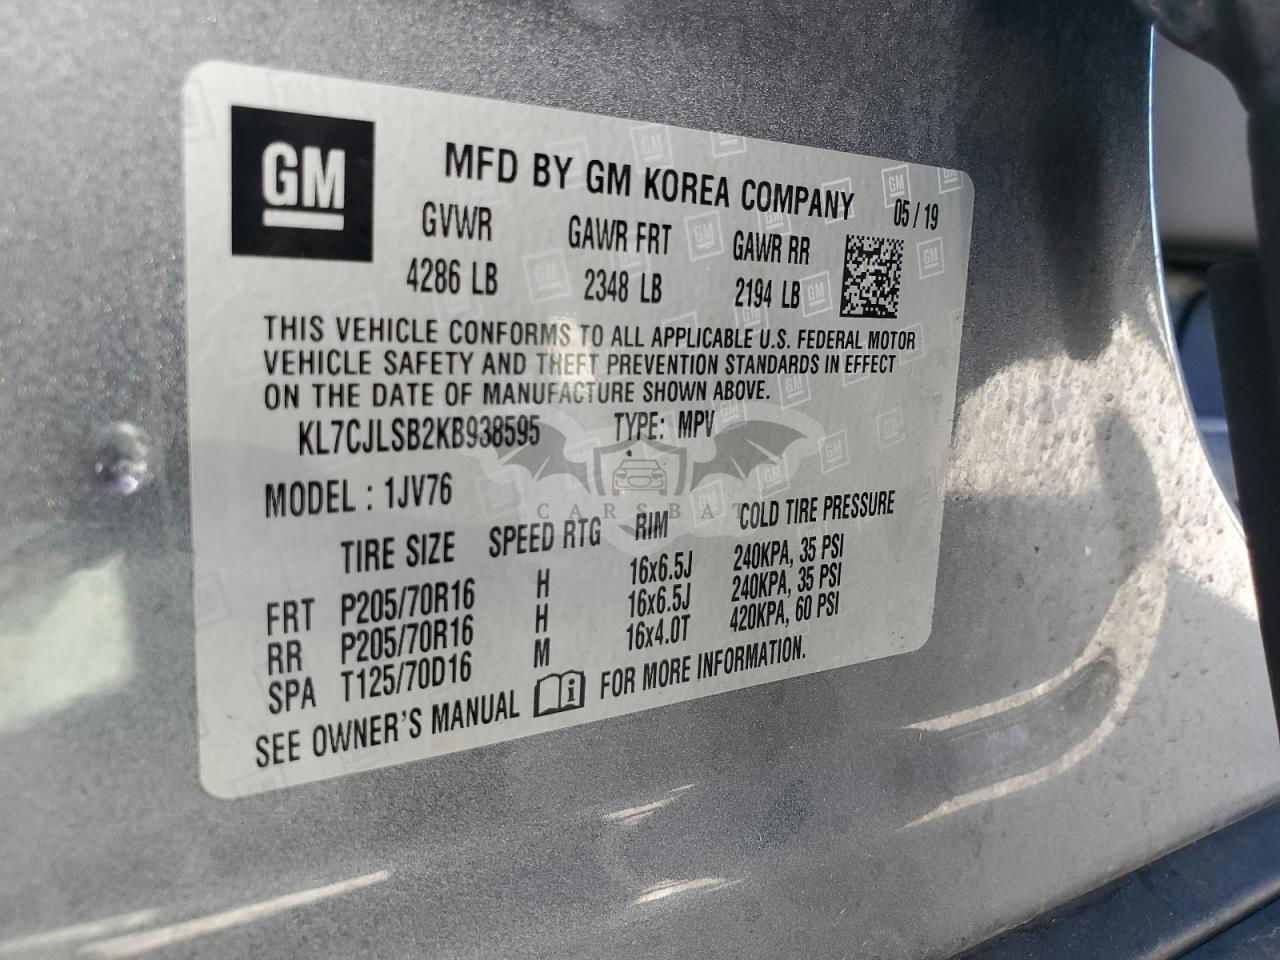 GM
MFD BY GM KOREA COMPANY 05 / 19
GVWR GAWR FRT GAWR RR
4286 LB 2348 LB 2194 LB
THIS VEHICLE CONFORMS TO ALL APPLICABLE U.S. FEDERAL MOTOR
VEHICLE SAFETY AND THEFT PREVENTION STANDARDS IN EFFECT
ON THE DATE OF MANUFACTURE SHOWN ABOVE.
KL7CJLSB2KB938595 TYPE: MPV
MODEL : 1JV76
CARSBAT
TIRE SIZE SPEED RTG RIM COLD TIRE PRESSURE
FRT P205/70R16 H 16x6.5J 240KPA, 35 PSI
RR P205/70R16 H 16x6.5J 240KPA, 35 PSI
SPA T125/70D16 M 16x4.0T 420KPA, 60 PSI
SEE OWNER'S MANUAL FOR MORE INFORMATION.